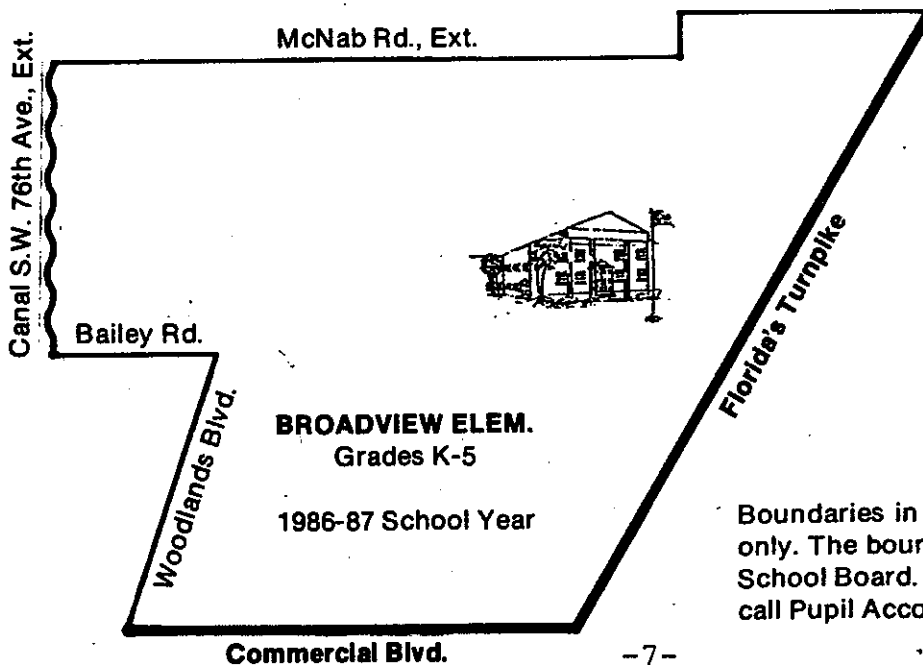 McNab Rd., Ext.
Canal S.W. 76th Ave., Ext.
Bailey Rd.
Woodlands Blvd.
Florida's Turnpike
BROADVIEW ELEM.
Grades K-5
1986-87 School Year
Boundaries in
only. The bour
School Board.
call Pupil Acco
Commercial Blvd.
-7-